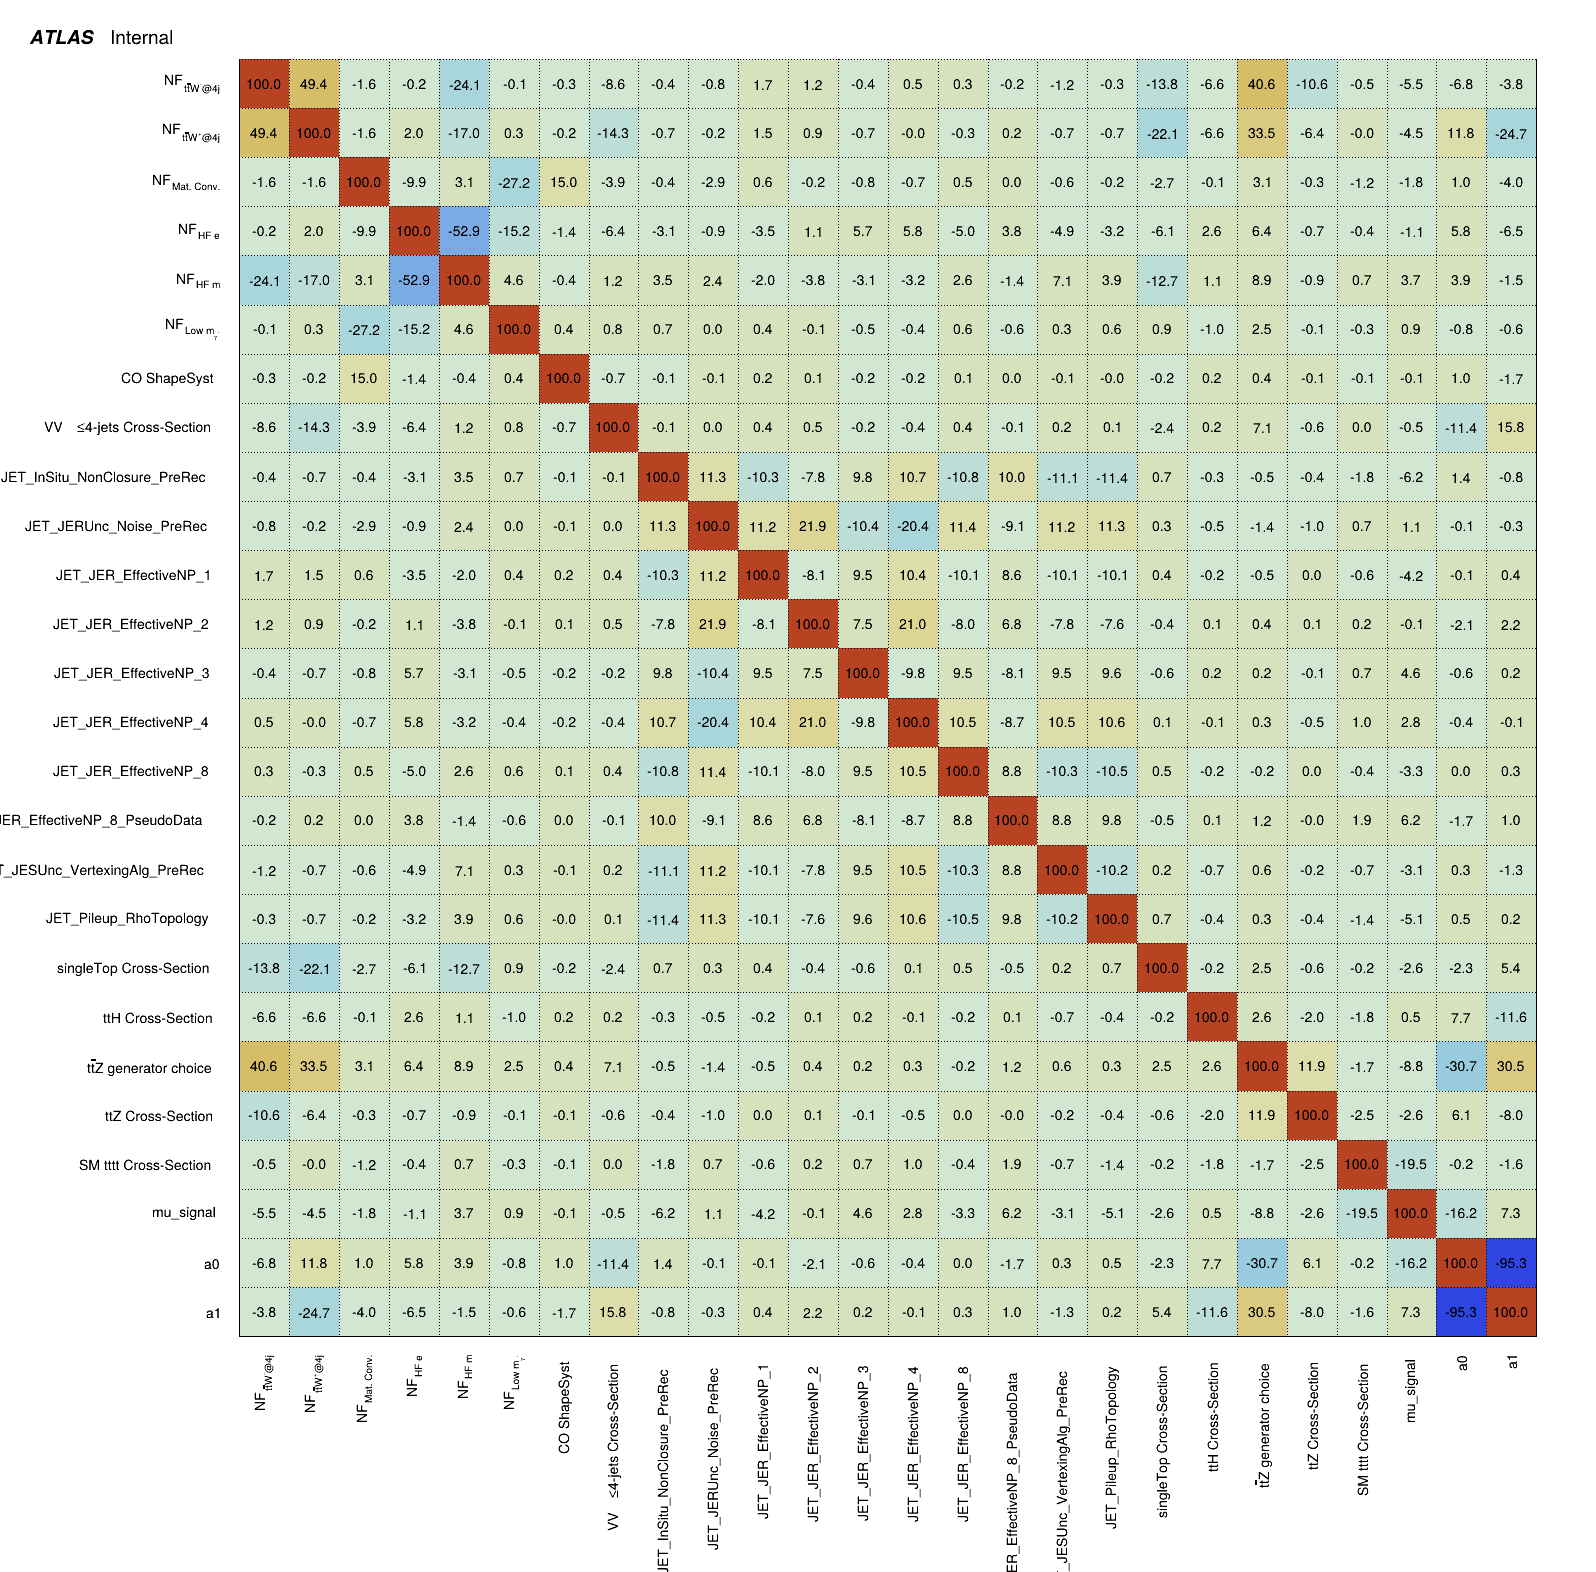 ATLAS Internal
NF tt̄W @4j 100.0 49.4 -1.6 -0.2 -24.1 -0.1 -0.3 -8.6 -0.4 -0.8 1.7 1.2 -0.4 0.5 0.3 -0.2 -1.2 -0.3 -13.8 -6.6 40.6 -10.6 -0.5 -5.5 -6.8 -3.8
NF tt̄W⁺@4j 49.4 100.0 -1.6 2.0 -17.0 0.3 -0.2 -14.3 -0.7 -0.2 1.5 0.9 -0.7 -0.0 -0.3 0.2 -0.7 -0.7 -22.1 -6.6 33.5 -6.4 -0.0 -4.5 11.8 -24.7
NF Mat. Conv. -1.6 -1.6 100.0 -9.9 3.1 -27.2 15.0 -3.9 -0.4 -2.9 0.6 -0.2 -0.8 -0.7 0.5 0.0 -0.6 -0.2 -2.7 -0.1 3.1 -0.3 -1.2 -1.8 1.0 -4.0
NF HF e -0.2 2.0 -9.9 100.0 -52.9 -15.2 -1.4 -6.4 -3.1 -0.9 -3.5 1.1 5.7 5.8 -5.0 3.8 -4.9 -3.2 -6.1 2.6 6.4 -0.7 -0.4 -1.1 5.8 -6.5
NF HF m -24.1 -17.0 3.1 -52.9 100.0 4.6 -0.4 1.2 3.5 2.4 -2.0 -3.8 -3.1 -3.2 2.6 -1.4 7.1 3.9 -12.7 1.1 8.9 -0.9 0.7 3.7 3.9 -1.5
NF Low m -0.1 0.3 -27.2 -15.2 4.6 100.0 0.4 0.8 0.7 0.0 0.4 -0.1 -0.5 -0.4 0.6 -0.6 0.3 0.6 0.9 -1.0 2.5 -0.1 -0.3 0.9 -0.8 -0.6
CO ShapeSyst -0.3 -0.2 15.0 -1.4 -0.4 0.4 100.0 -0.7 -0.1 -0.1 0.2 0.1 -0.2 -0.2 0.1 0.0 -0.1 -0.0 -0.2 0.2 0.4 -0.1 -0.1 -0.1 1.0 -1.7
VV ≤4-jets Cross-Section -8.6 -14.3 -3.9 -6.4 1.2 0.8 -0.7 100.0 -0.1 0.0 0.4 0.5 -0.2 -0.4 0.4 -0.1 0.2 0.1 -2.4 0.2 7.1 -0.6 0.0 -0.5 -11.4 15.8
JET_InSitu_NonClosure_PreRec -0.4 -0.7 -0.4 -3.1 3.5 0.7 -0.1 -0.1 100.0 11.3 -10.3 -7.8 9.8 10.7 -10.8 10.0 -11.1 -11.4 0.7 -0.3 -0.5 -0.4 -1.8 -6.2 1.4 -0.8
JET_JERUnc_Noise_PreRec -0.8 -0.2 -2.9 -0.9 2.4 0.0 -0.1 0.0 11.3 100.0 11.2 21.9 -10.4 -20.4 11.4 -9.1 11.2 11.3 0.3 -0.5 -1.4 -1.0 0.7 1.1 -0.1 -0.3
JET_JER_EffectiveNP_1 1.7 1.5 0.6 -3.5 -2.0 0.4 0.2 0.4 -10.3 11.2 100.0 -8.1 9.5 10.4 -10.1 8.6 -10.1 -10.1 0.4 -0.2 -0.5 0.0 -0.6 -4.2 -0.1 0.4
JET_JER_EffectiveNP_2 1.2 0.9 -0.2 1.1 -3.8 -0.1 0.1 0.5 -7.8 21.9 -8.1 100.0 7.5 21.0 -8.0 6.8 -7.8 -7.6 -0.4 0.1 0.4 0.1 0.2 -0.1 -2.1 2.2
JET_JER_EffectiveNP_3 -0.4 -0.7 -0.8 5.7 -3.1 -0.5 -0.2 -0.2 9.8 -10.4 9.5 7.5 100.0 -9.8 9.5 -8.1 9.5 9.6 -0.6 0.2 0.2 -0.1 0.7 4.6 -0.6 0.2
JET_JER_EffectiveNP_4 0.5 -0.0 -0.7 5.8 -3.2 -0.4 -0.2 -0.4 10.7 -20.4 10.4 21.0 -9.8 100.0 10.5 -8.7 10.5 10.6 0.1 -0.1 0.3 -0.5 1.0 2.8 -0.4 -0.1
JET_JER_EffectiveNP_8 0.3 -0.3 0.5 -5.0 2.6 0.6 0.1 0.4 -10.8 11.4 -10.1 -8.0 9.5 10.5 100.0 8.8 -10.3 -10.5 0.5 -0.2 -0.2 0.0 -0.4 -3.3 0.0 0.3
JER_EffectiveNP_8_PseudoData -0.2 0.2 0.0 3.8 -1.4 -0.6 0.0 -0.1 10.0 -9.1 8.6 6.8 -8.1 -8.7 8.8 100.0 8.8 9.8 -0.5 0.1 1.2 -0.0 1.9 6.2 -1.7 1.0
T_JESUnc_VertexingAlg_PreRec -1.2 -0.7 -0.6 -4.9 7.1 0.3 -0.1 0.2 -11.1 11.2 -10.1 -7.8 9.5 10.5 -10.3 8.8 100.0 -10.2 0.2 -0.7 0.6 -0.2 -0.7 -3.1 0.3 -1.3
JET_Pileup_RhoTopology -0.3 -0.7 -0.2 -3.2 3.9 0.6 -0.0 0.1 -11.4 11.3 -10.1 -7.6 9.6 10.6 -10.5 9.8 -10.2 100.0 0.7 -0.4 0.3 -0.4 -1.4 -5.1 0.5 0.2
singleTop Cross-Section -13.8 -22.1 -2.7 -6.1 -12.7 0.9 -0.2 -2.4 0.7 0.3 0.4 -0.4 -0.6 0.1 0.5 -0.5 0.2 0.7 100.0 -0.2 2.5 -0.6 -0.2 -2.6 -2.3 5.4
ttH Cross-Section -6.6 -6.6 -0.1 2.6 1.1 -1.0 0.2 0.2 -0.3 -0.5 -0.2 0.1 0.2 -0.1 -0.2 0.1 -0.7 -0.4 -0.2 100.0 2.6 -2.0 -1.8 0.5 7.7 -11.6
tt̄Z generator choice 40.6 33.5 3.1 6.4 8.9 2.5 0.4 7.1 -0.5 -1.4 -0.5 0.4 0.2 0.3 -0.2 1.2 0.6 0.3 2.5 2.6 100.0 11.9 -1.7 -8.8 -30.7 30.5
ttZ Cross-Section -10.6 -6.4 -0.3 -0.7 -0.9 -0.1 -0.1 -0.6 -0.4 -1.0 0.0 0.1 -0.1 -0.5 0.0 -0.0 -0.2 -0.4 -0.6 -2.0 11.9 100.0 -2.5 -2.6 6.1 -8.0
SM tttt Cross-Section -0.5 -0.0 -1.2 -0.4 0.7 -0.3 -0.1 0.0 -1.8 0.7 -0.6 0.2 0.7 1.0 -0.4 1.9 -0.7 -1.4 -0.2 -1.8 -1.7 -2.5 100.0 -19.5 -0.2 -1.6
mu_signal -5.5 -4.5 -1.8 -1.1 3.7 0.9 -0.1 -0.5 -6.2 1.1 -4.2 -0.1 4.6 2.8 -3.3 6.2 -3.1 -5.1 -2.6 0.5 -8.8 -2.6 -19.5 100.0 -16.2 7.3
a0 -6.8 11.8 1.0 5.8 3.9 -0.8 1.0 -11.4 1.4 -0.1 -0.1 -2.1 -0.6 -0.4 0.0 -1.7 0.3 0.5 -2.3 7.7 -30.7 6.1 -0.2 -16.2 100.0 -95.3
a1 -3.8 -24.7 -4.0 -6.5 -1.5 -0.6 -1.7 15.8 -0.8 -0.3 0.4 2.2 0.2 -0.1 0.3 1.0 -1.3 0.2 5.4 -11.6 30.5 -8.0 -1.6 7.3 -95.3 100.0
NF tt̄W @4j
NF tt̄W⁺@4j
NF Mat. Conv.
NF HF e
NF HF m
NF Low m
CO ShapeSyst
VV ≤4-jets Cross-Section
JET_InSitu_NonClosure_PreRec
JET_JERUnc_Noise_PreRec
JET_JER_EffectiveNP_1
JET_JER_EffectiveNP_2
JET_JER_EffectiveNP_3
JET_JER_EffectiveNP_4
JET_JER_EffectiveNP_8
ER_EffectiveNP_8_PseudoData
_JESUnc_VertexingAlg_PreRec
JET_Pileup_RhoTopology
singleTop Cross-Section
ttH Cross-Section
tt̄Z generator choice
ttZ Cross-Section
SM tttt Cross-Section
mu_signal
a0
a1